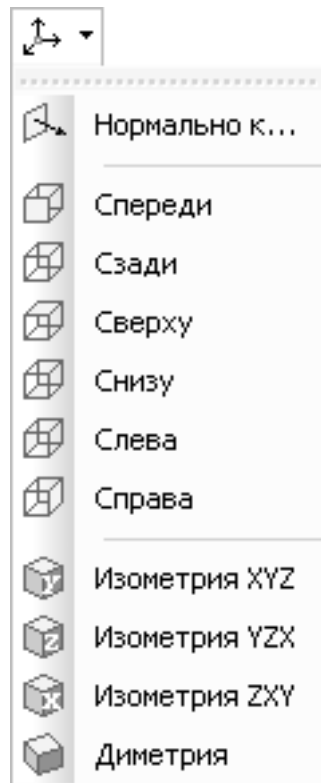 Нормально к...
Спереди
Сзади
Сверху
Снизу
Слева
Справа
Изометрия XYZ
Изометрия YZX
Изометрия ZXY
Диметрия